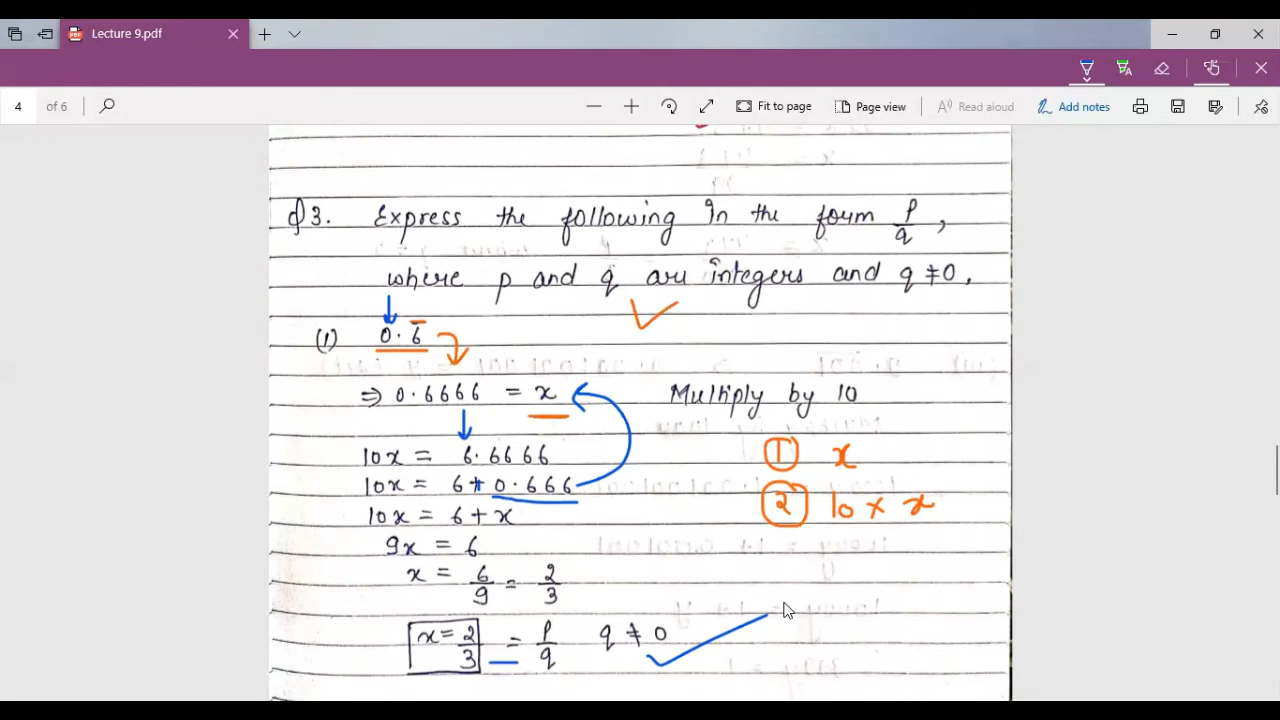 Lecture 9.pdf
4 of 6 Fit to page Page view Read aloud Add notes
Q3. Express the following In the form p/q,
where p and q are integers and q ≠ 0.
(1) 0.6̅
⇒ 0.6666 = x Multiply by 10
10x = 6.6666 ① x
10x = 6 + 0.666 ② 10 × x
10x = 6 + x
9x = 6
x = 6/9 = 2/3
x = 2/3 = p/q q ≠ 0